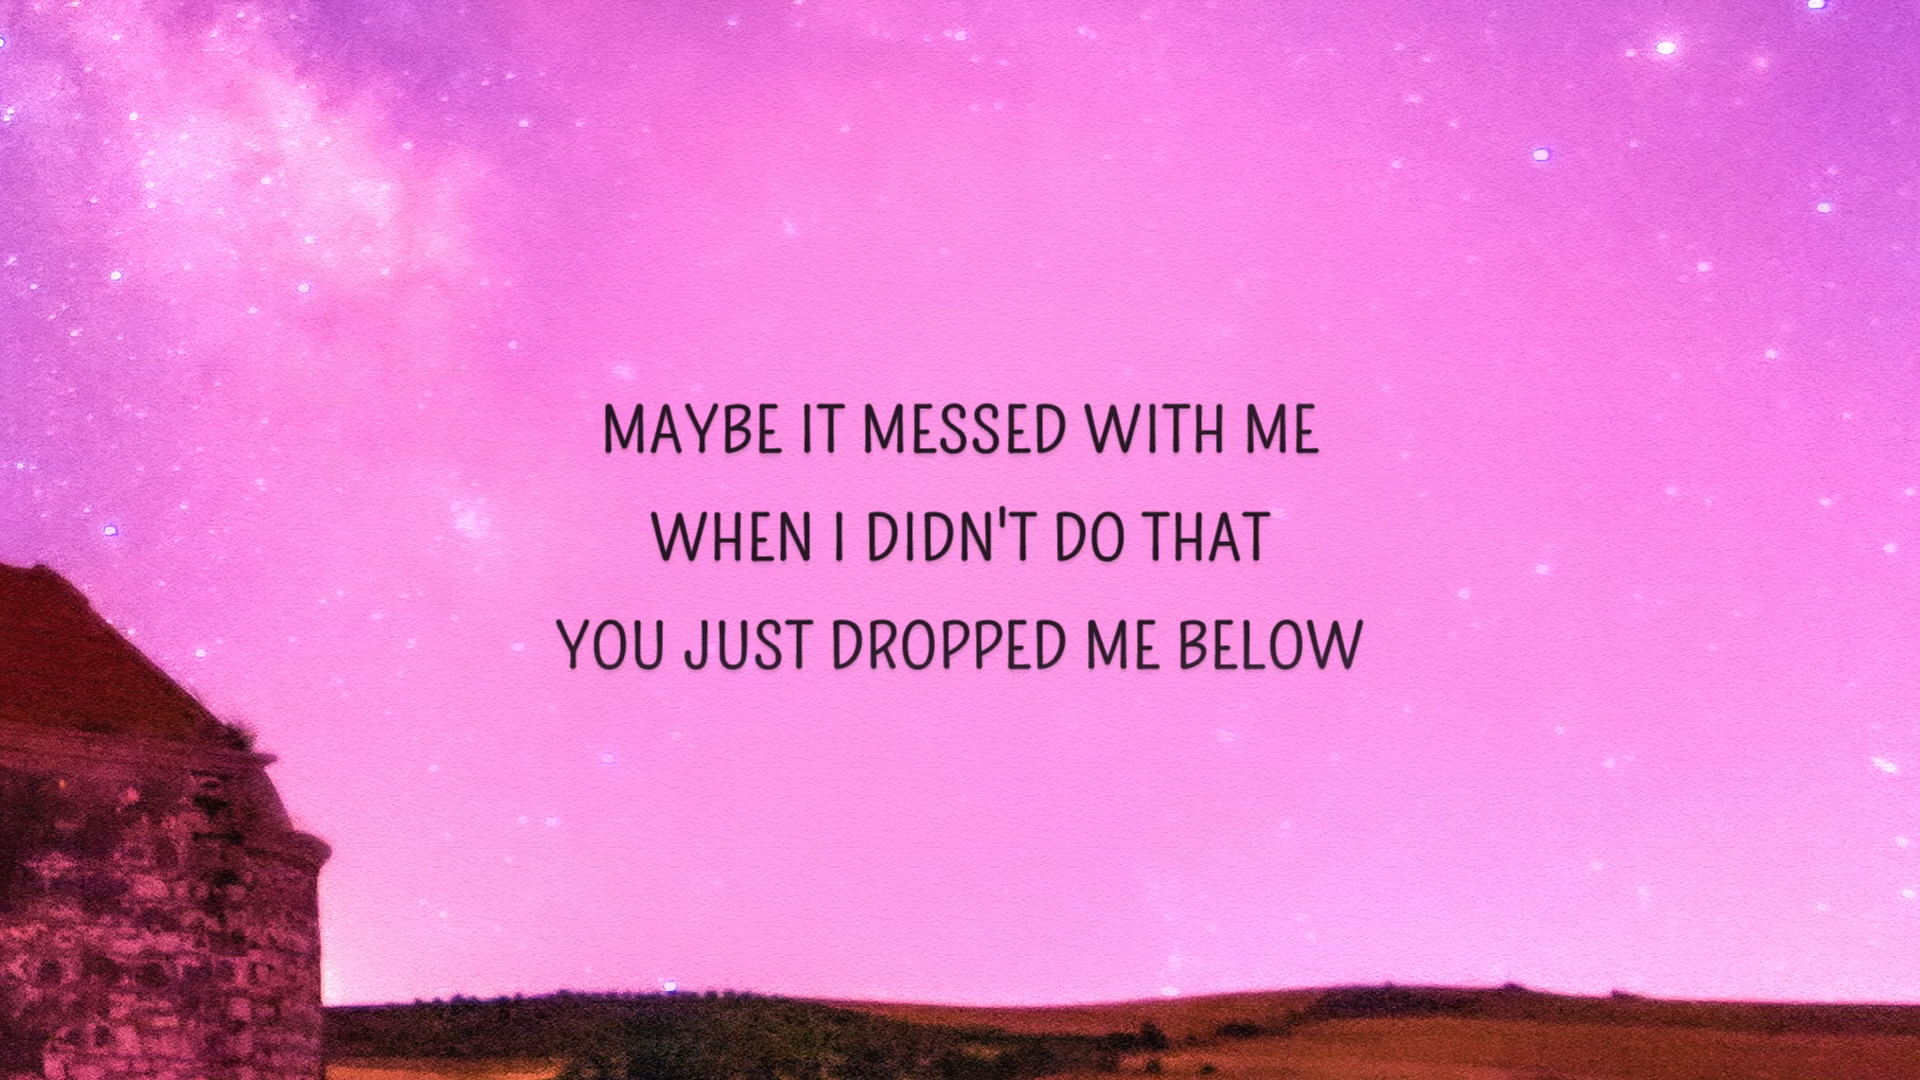 MAYBE IT MESSED WITH ME
WHEN I DIDN'T DO THAT
YOU JUST DROPPED ME BELOW